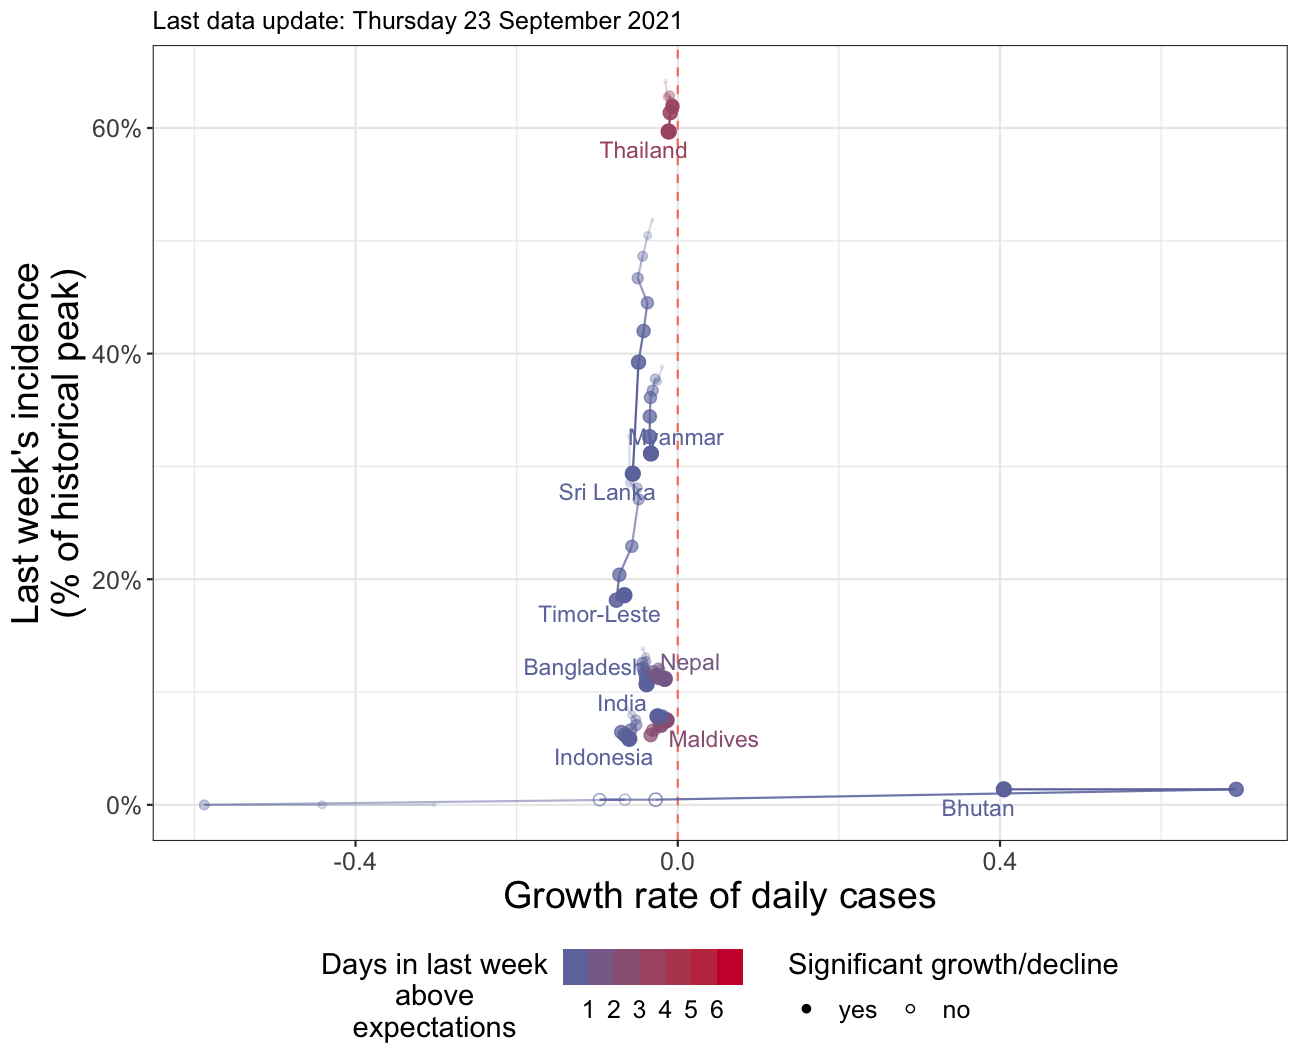 Last data update: Thursday 23 September 2021
Last week's incidence
(% of historical peak)
60%
40%
20%
0%
Thailand
Myanmar
Sri Lanka
Timor-Leste
Bangladesh
Nepal
India
Maldives
Indonesia
Bhutan
-0.4
0.0
0.4
Growth rate of daily cases
Days in last week
above
expectations
1 2 3 4 5 6
Significant growth/decline
yes
no